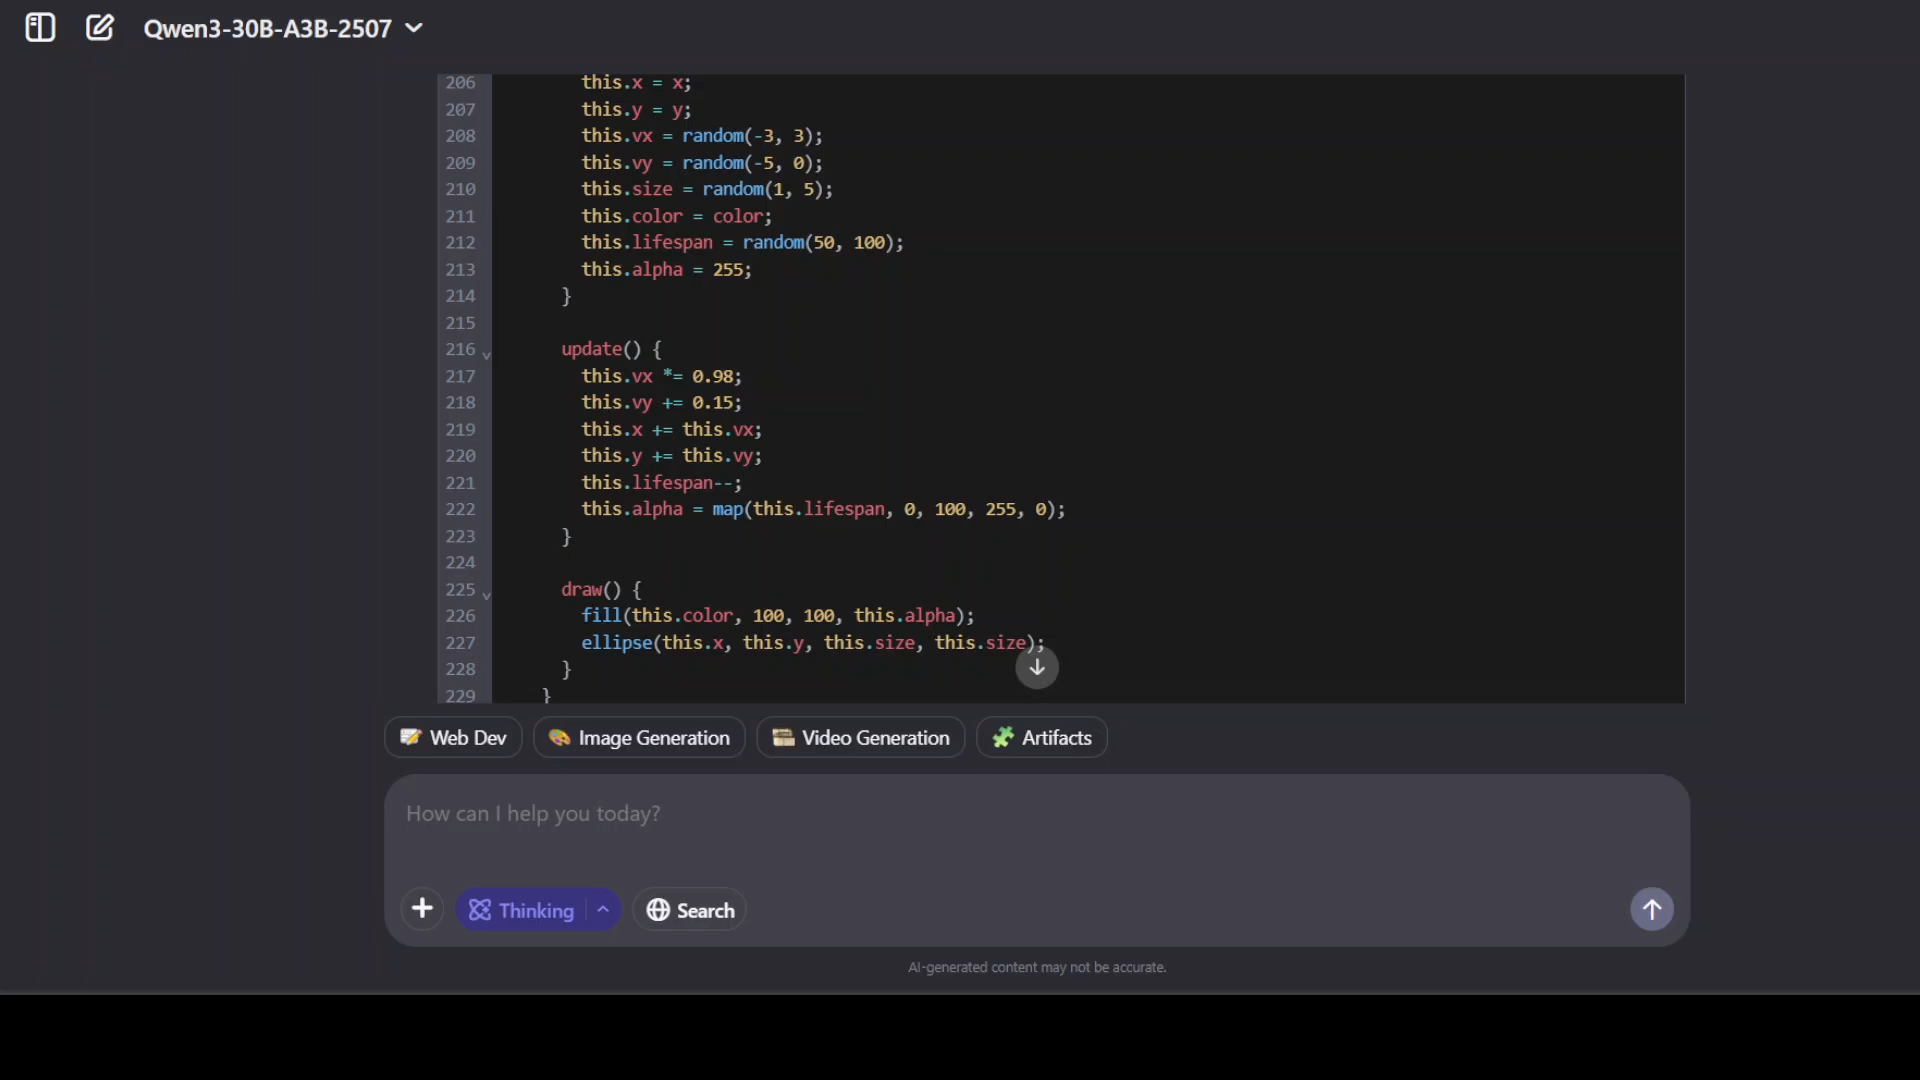 Qwen3-30B-A3B-2507
206 this.x = x;
207 this.y = y;
208 this.vx = random(-3, 3);
209 this.vy = random(-5, 0);
210 this.size = random(1, 5);
211 this.color = color;
212 this.lifespan = random(50, 100);
213 this.alpha = 255;
214 }
215
216 update() {
217 this.vx *= 0.98;
218 this.vy += 0.15;
219 this.x += this.vx;
220 this.y += this.vy;
221 this.lifespan--;
222 this.alpha = map(this.lifespan, 0, 100, 255, 0);
223 }
224
225 draw() {
226 fill(this.color, 100, 100, this.alpha);
227 ellipse(this.x, this.y, this.size, this.size);
228 }
229 }
Web Dev Image Generation Video Generation Artifacts
How can I help you today?
Thinking Search
AI-generated content may not be accurate.